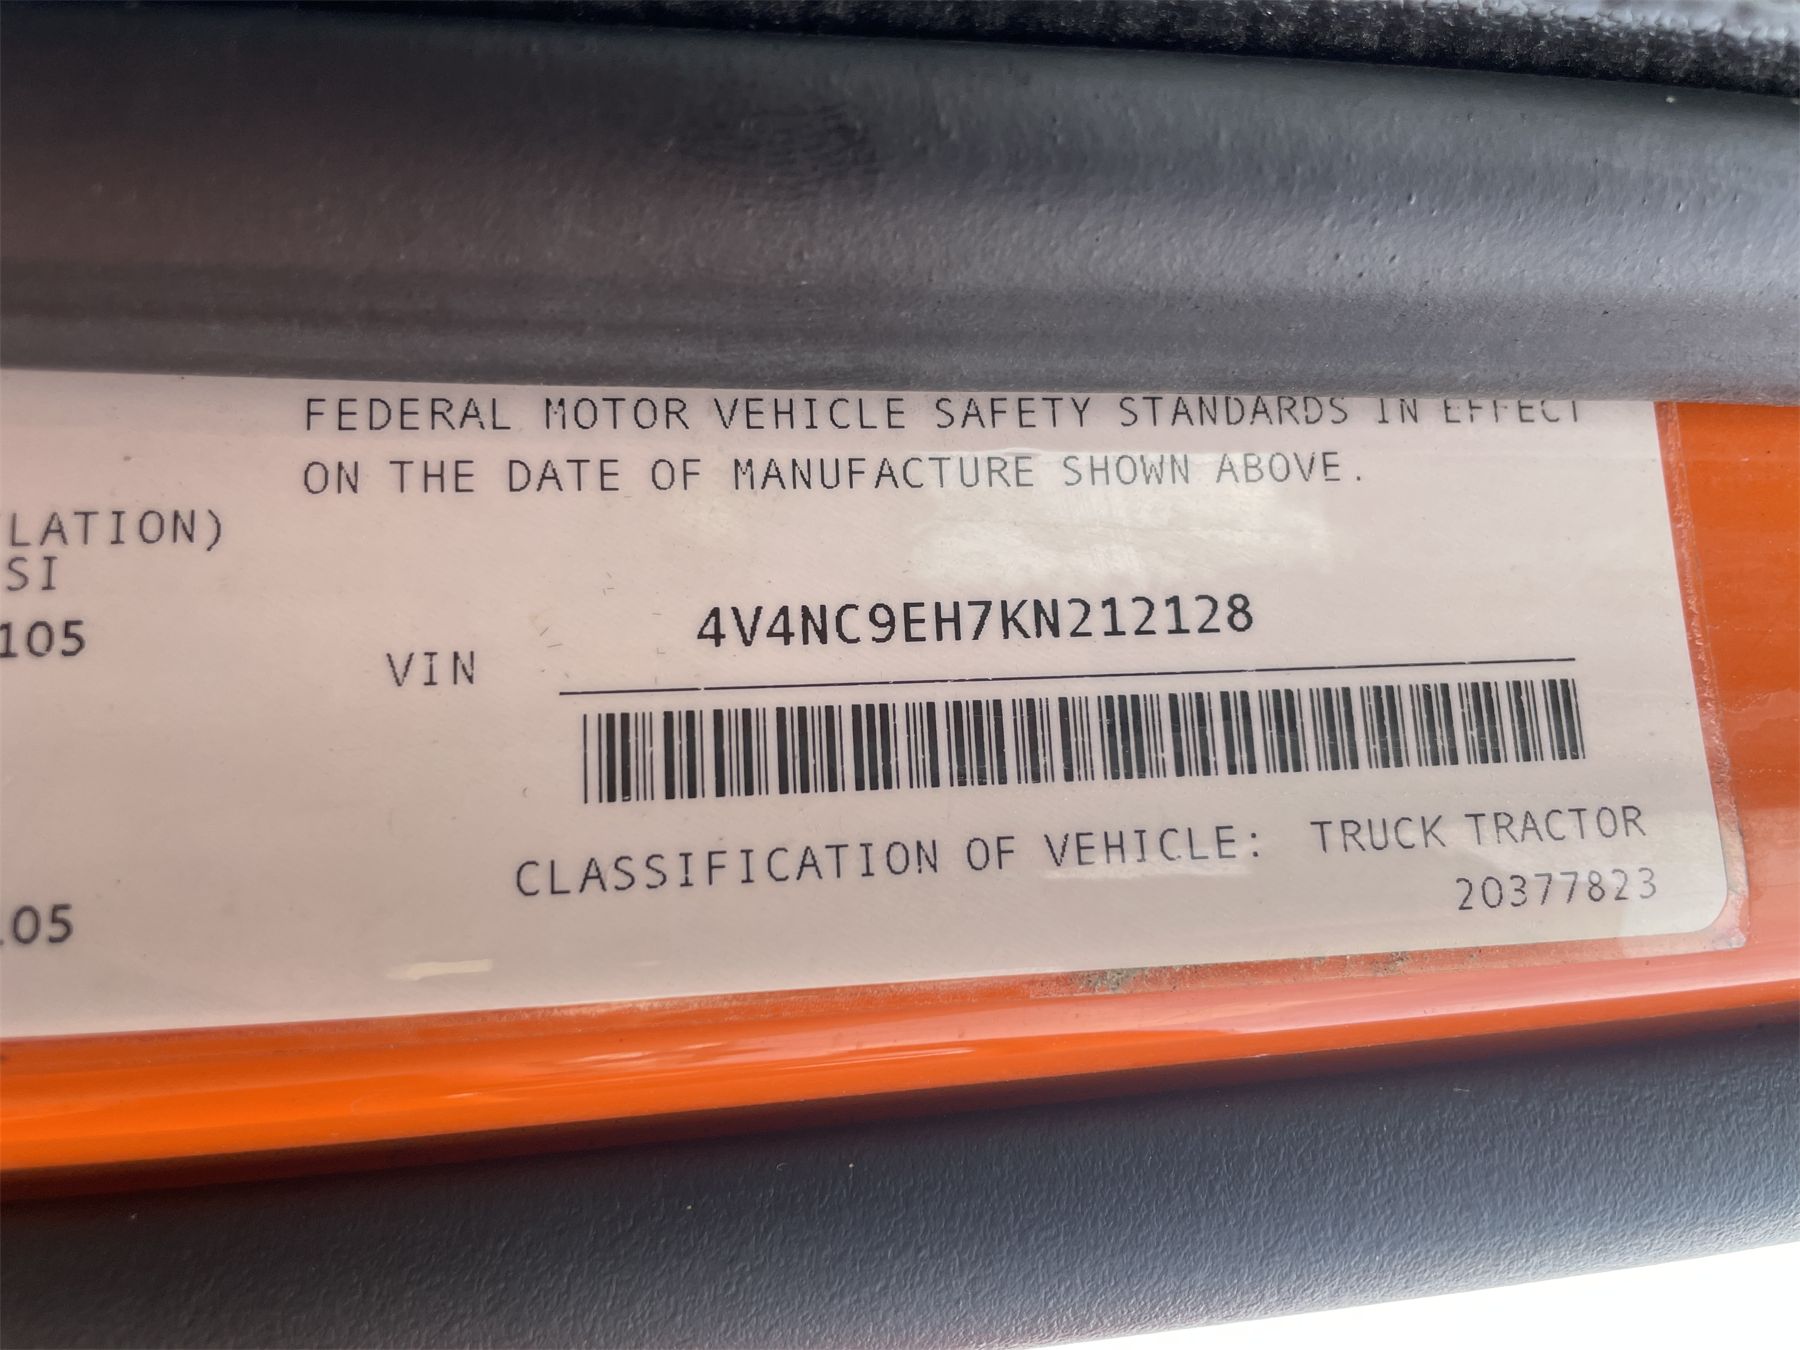 FEDERAL MOTOR VEHICLE SAFETY STANDARDS IN EFFECT
ON THE DATE OF MANUFACTURE SHOWN ABOVE.
LATION)
SI
105
4V4NC9EH7KN212128
VIN
CLASSIFICATION OF VEHICLE: TRUCK TRACTOR
20377823
105